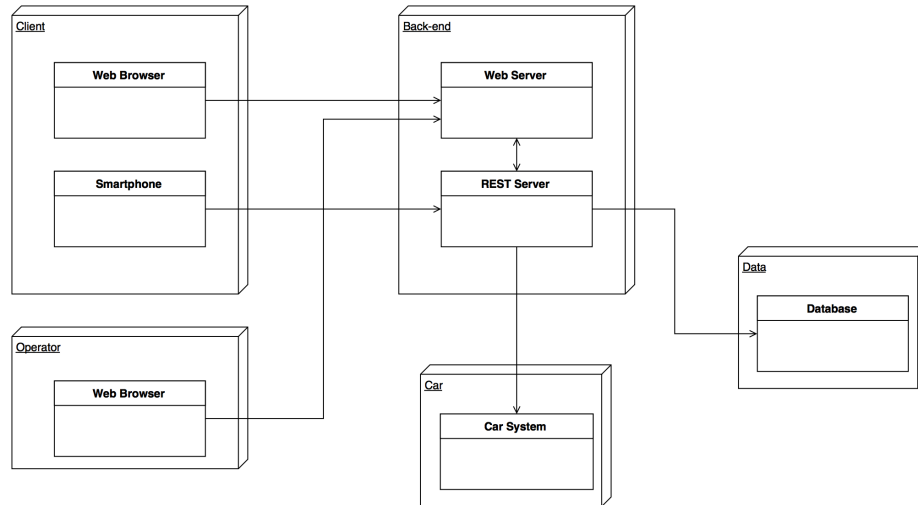 Client
Web Browser
Smartphone
Back-end
Web Server
REST Server
Operator
Web Browser
Car
Car System
Data
Database